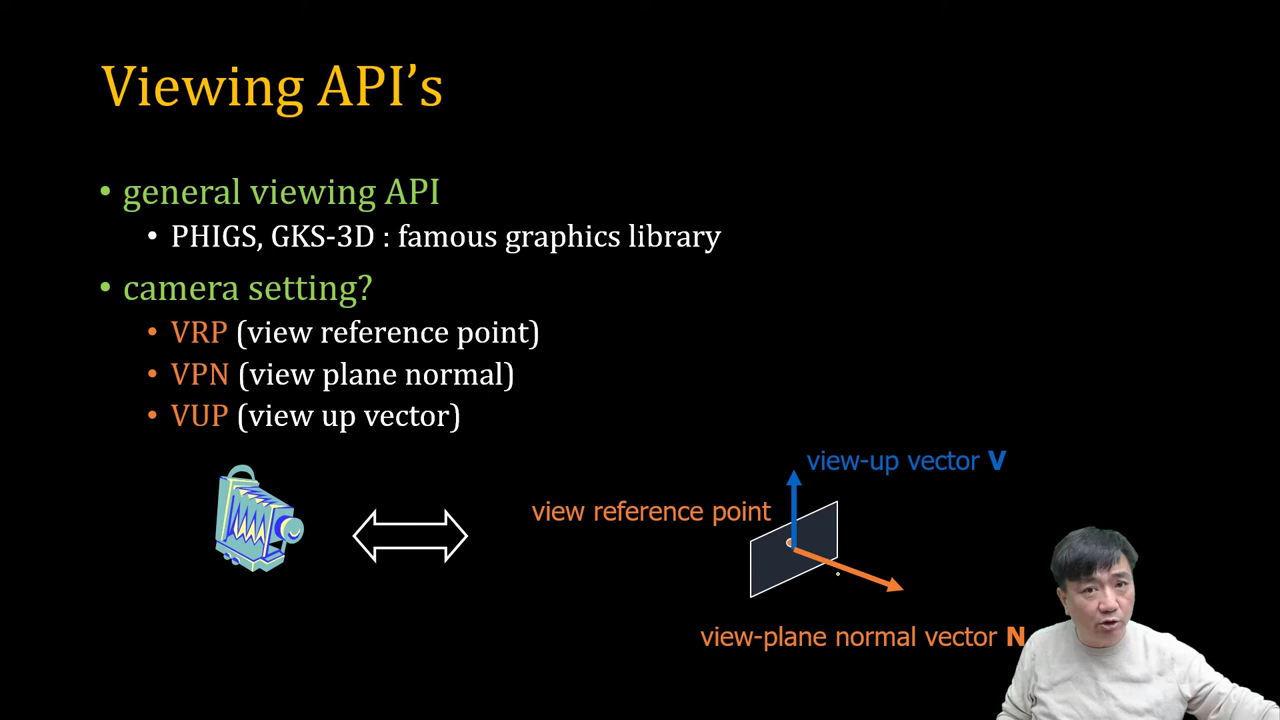 Viewing API’s
• general viewing API
• PHIGS, GKS-3D : famous graphics library
• camera setting?
• VRP (view reference point)
• VPN (view plane normal)
• VUP (view up vector)
view-up vector V
view reference point
view-plane normal vector N